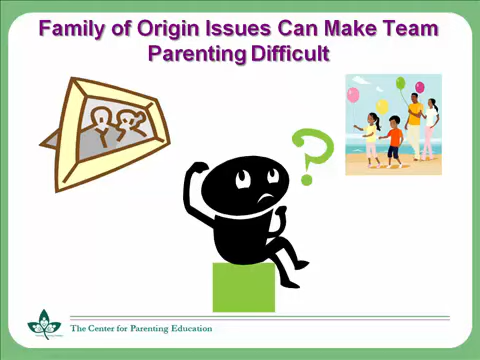 Family of Origin Issues Can Make Team
Parenting Difficult
?
The Center for Parenting Education